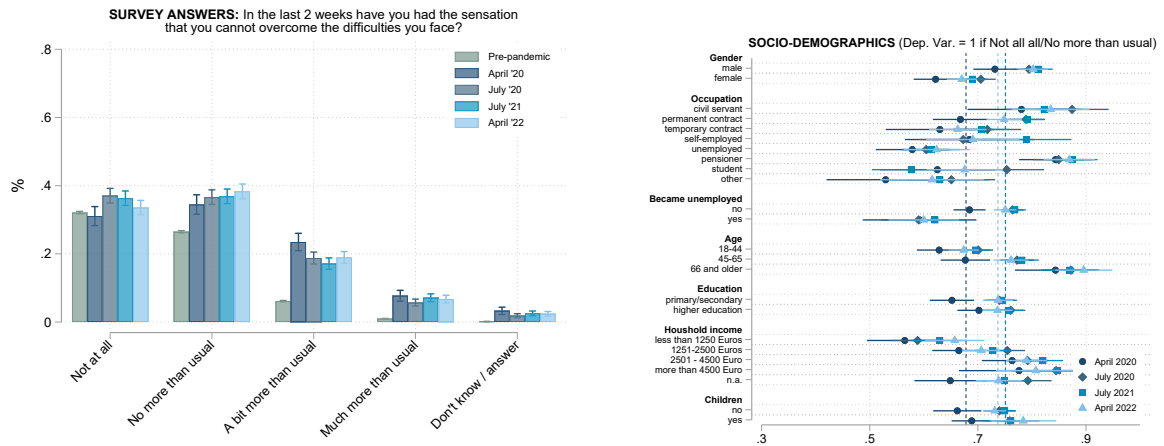 SURVEY ANSWERS: In the last 2 weeks have you had the sensation
that you cannot overcome the difficulties you face?
.8
.6
.4
.2
0
%
Pre-pandemic
April '20
July '20
July '21
April '22
Not at all
No more than usual
A bit more than usual
Much more than usual
Don't know / answer
SOCIO-DEMOGRAPHICS (Dep. Var. = 1 if Not all all/No more than usual)
Gender
male
female
Occupation
civil servant
permanent contract
temporary contract
self-employed
unemployed
pensioner
student
other
Became unemployed
no
yes
Age
18-44
45-65
66 and older
Education
primary/secondary
higher education
Houshold income
less than 1250 Euros
1251-2500 Euros
2501 - 4500 Euro
more than 4500 Euro
n.a.
Children
no
yes
April 2020
July 2020
July 2021
April 2022
.3 .5 .7 .9